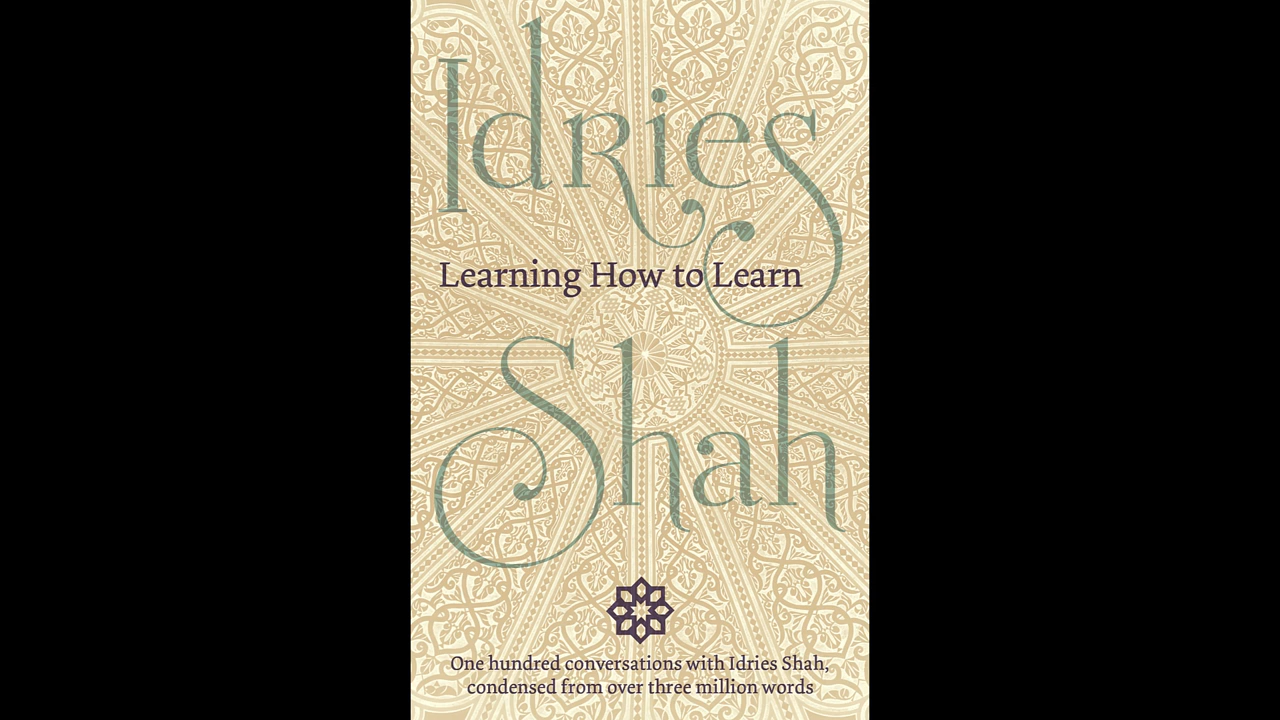 Idries
Learning How to Learn
Shah
One hundred conversations with Idries Shah,
condensed from over three million words